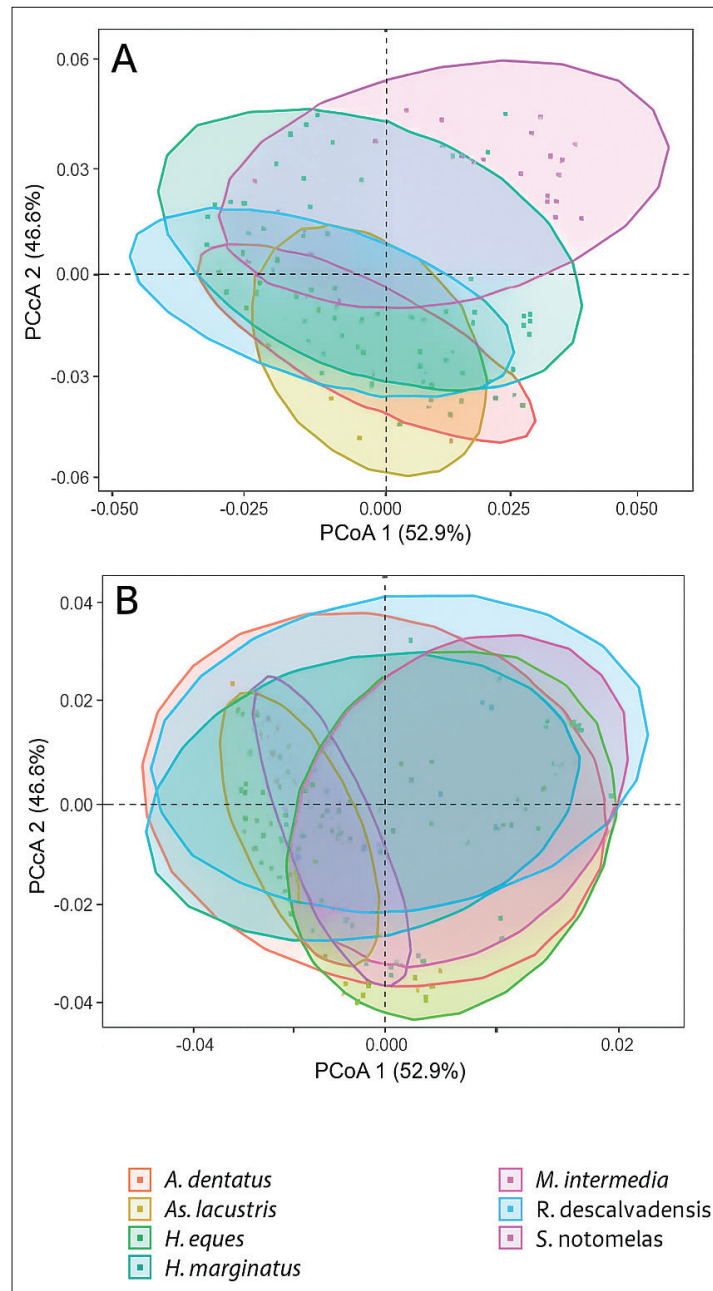 A
0.06
0.03
0.00
-0.03
-0.06
PCcA 2 (46.6%)
-0.050
-0.025
0.000
0.025
0.050
PCoA 1 (52.9%)
B
0.04
0.02
0.00
-0.02
-0.04
PCcA 2 (46.6%)
-0.04
0.000
0.02
PCoA 1 (52.9%)
A. dentatus
As. lacustris
H. eques
H. marginatus
M. intermedia
R. descalvadensis
S. notomelas